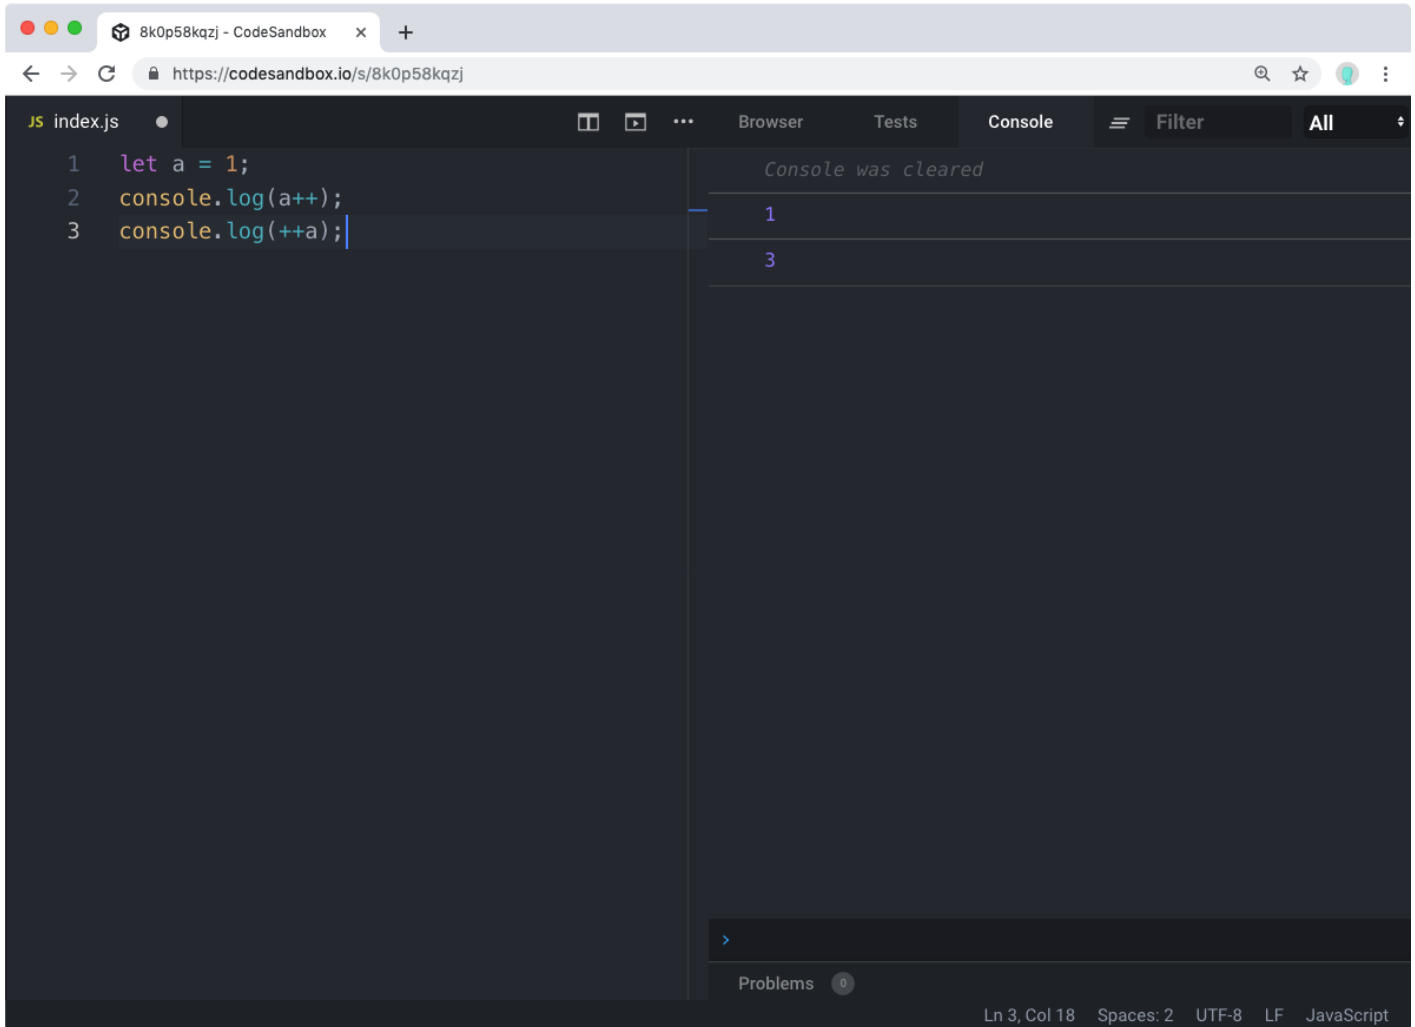 8k0p58kqzj - CodeSandbox
https://codesandbox.io/s/8k0p58kqzj
JS index.js
Browser Tests Console Filter All
1 let a = 1;
2 console.log(a++);
3 console.log(++a);
Console was cleared
1
3
Problems 0
Ln 3, Col 18 Spaces: 2 UTF-8 LF JavaScript